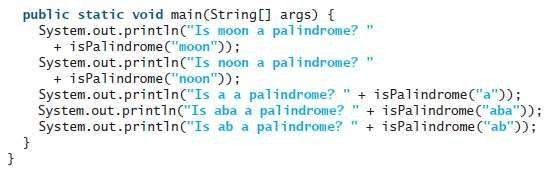 public static void main(String[] args) {
System.out.println("Is moon a palindrome? "
+ isPalindrome("moon"));
System.out.println("Is noon a palindrome? "
+ isPalindrome("noon"));
System.out.println("Is a a palindrome? " + isPalindrome("a"));
System.out.println("Is aba a palindrome? " + isPalindrome("aba"));
System.out.println("Is ab a palindrome? " + isPalindrome("ab"));
}
}